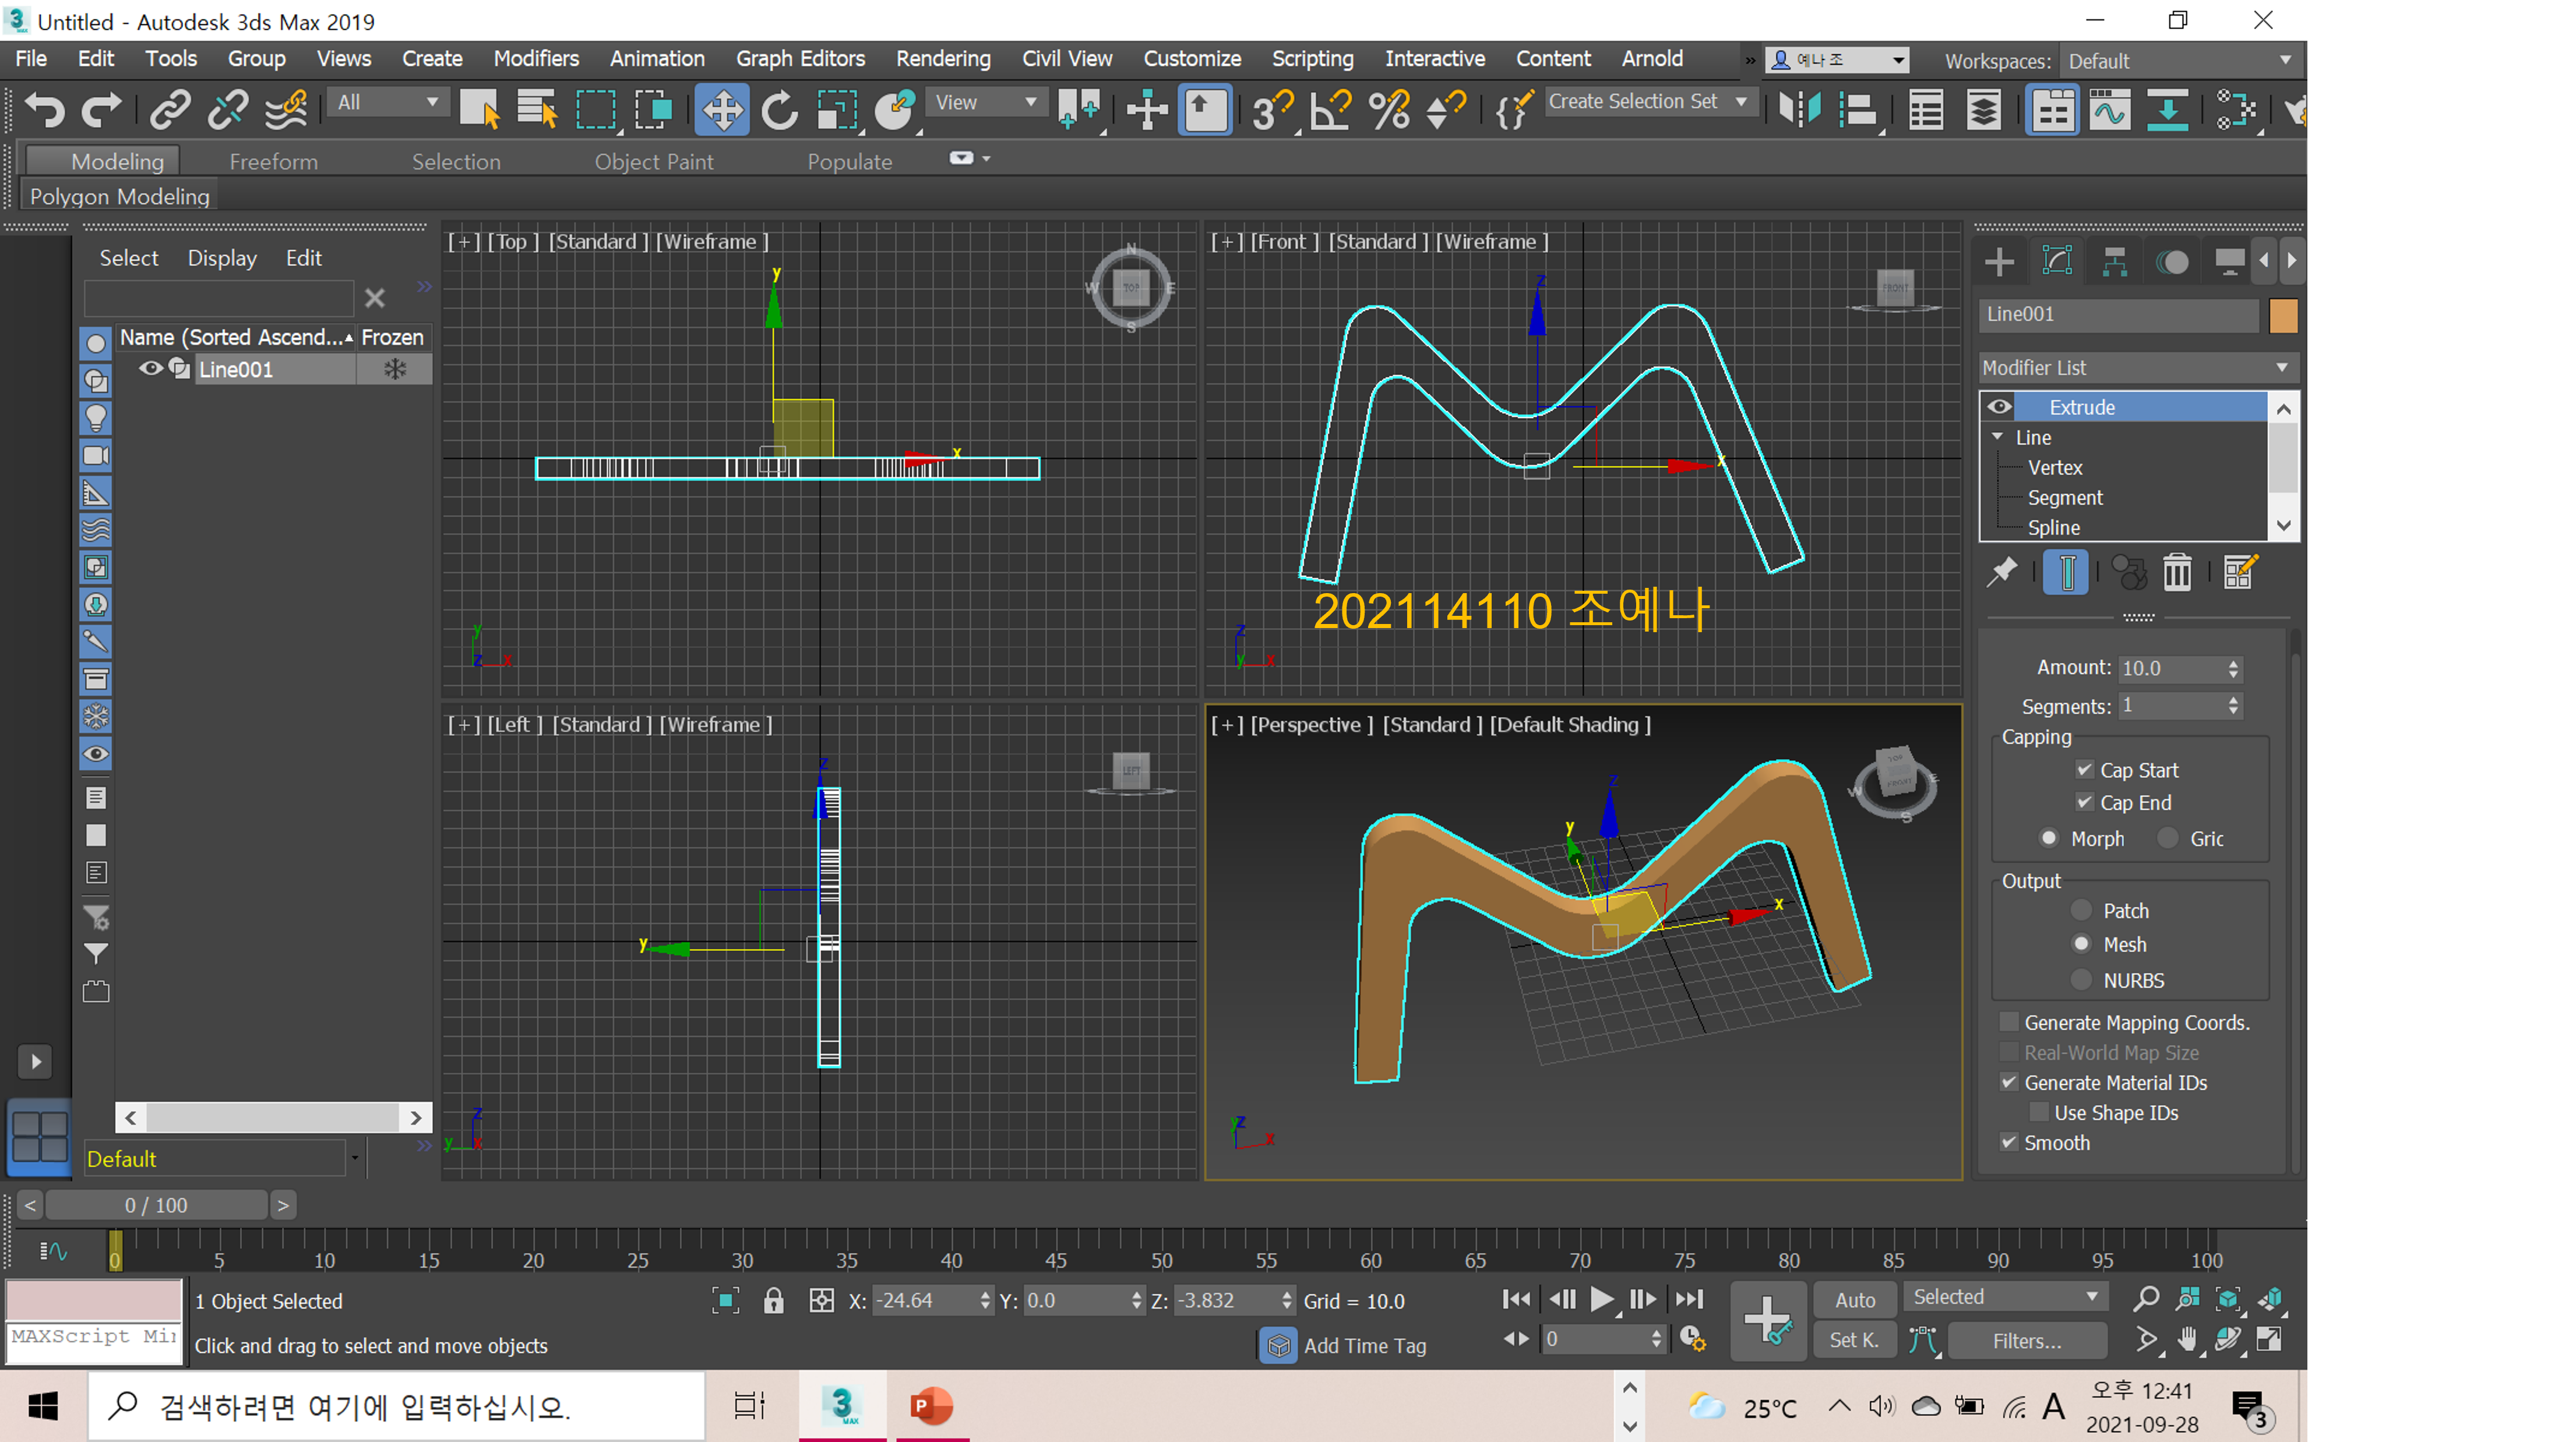 Untitled - Autodesk 3ds Max 2019
File Edit Tools Group Views Create Modifiers Animation Graph Editors Rendering Civil View Customize Scripting Interactive Content Arnold » 예나 조 Workspaces: Default
All View Create Selection Set
Modeling Freeform Selection Object Paint Populate
Polygon Modeling
Select Display Edit
Name (Sorted Ascend... Frozen
Line001
Default
[+] [Top ] [Standard ] [Wireframe ]
N
W TOP E
S
y
x
y
z x
[+] [Front ] [Standard ] [Wireframe ]
FRONT
z
x
202114110 조예나
z
y x
[+] [Left ] [Standard ] [Wireframe ]
LEFT
z
y
z
y x
[+] [Perspective ] [Standard ] [Default Shading ]
TOP
FRONT
W E
S
z
y
x
z
x
Line001
Modifier List
Extrude
Line
Vertex
Segment
Spline
Amount: 10.0
Segments: 1
Capping
Cap Start
Cap End
Morph Gric
Output
Patch
Mesh
NURBS
Generate Mapping Coords.
Real-World Map Size
Generate Material IDs
Use Shape IDs
Smooth
< 0 / 100 >
0 5 10 15 20 25 30 35 40 45 50 55 60 65 70 75 80 85 90 95 100
1 Object Selected X: -24.64 Y: 0.0 Z: -3.832 Grid = 10.0 Auto Selected
MAXScript Mi Click and drag to select and move objects Add Time Tag 0 Set K. Filters...
검색하려면 여기에 입력하십시오. 3 MAX P 25°C A 오후 12:41
2021-09-28 3